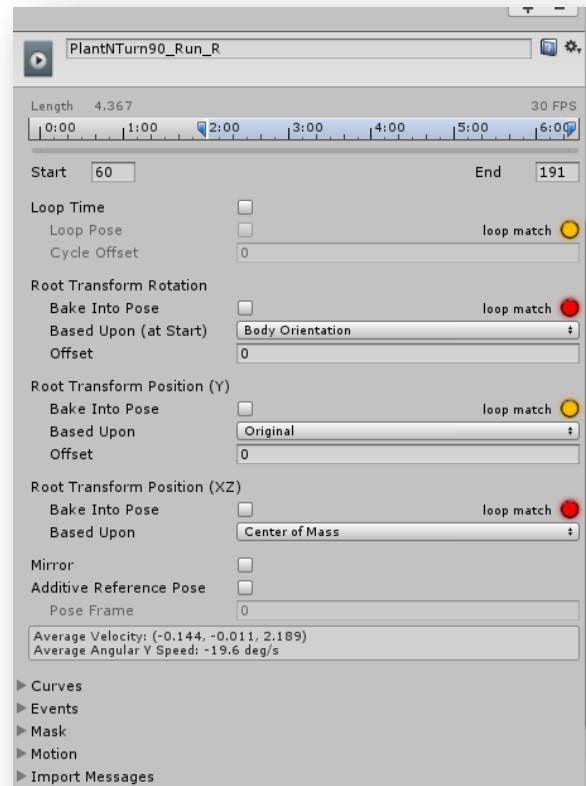 PlantNTurn90_Run_R
Length 4.367 30 FPS
0:00 1:00 2:00 3:00 4:00 5:00 6:00
Start 60 End 191
Loop Time
Loop Pose loop match
Cycle Offset 0
Root Transform Rotation
Bake Into Pose loop match
Based Upon (at Start) Body Orientation
Offset 0
Root Transform Position (Y)
Bake Into Pose loop match
Based Upon Original
Offset 0
Root Transform Position (XZ)
Bake Into Pose loop match
Based Upon Center of Mass
Mirror
Additive Reference Pose
Pose Frame 0
Average Velocity: (-0.144, -0.011, 2.189)
Average Angular Y Speed: -19.6 deg/s
Curves
Events
Mask
Motion
Import Messages